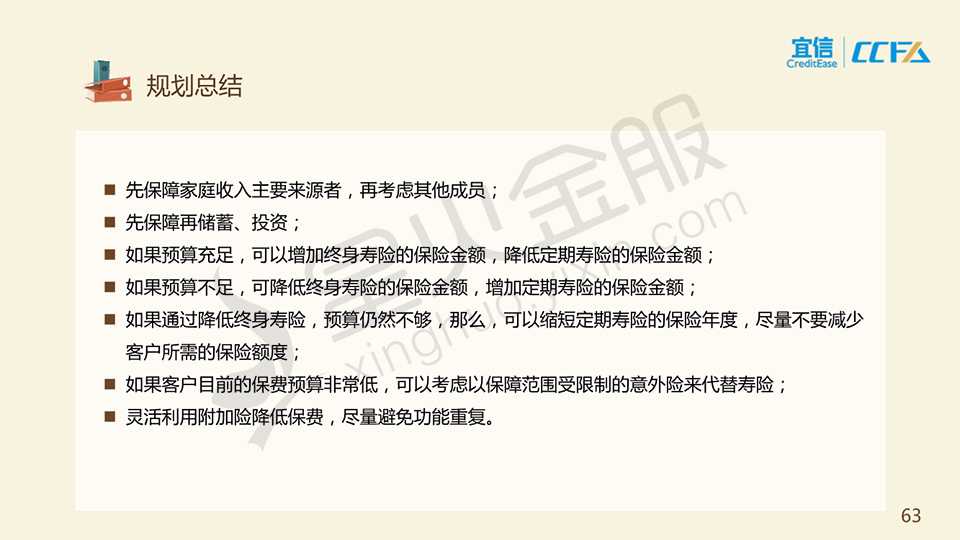 宜信
CreditEase
CCFA
规划总结
先保障家庭收入主要来源者，再考虑其他成员；
先保障再储蓄、投资；
如果预算充足，可以增加终身寿险的保险金额，降低定期寿险的保险金额；
如果预算不足，可降低终身寿险的保险金额，增加定期寿险的保险金额；
如果通过降低终身寿险，预算仍然不够，那么，可以缩短定期寿险的保险年度，尽量不要减少
客户所需的保险额度；
如果客户目前的保费预算非常低，可以考虑以保障范围受限制的意外险来代替寿险；
灵活利用附加险降低保费，尽量避免功能重复。
星火金服
xinghuo.yixin.com
63